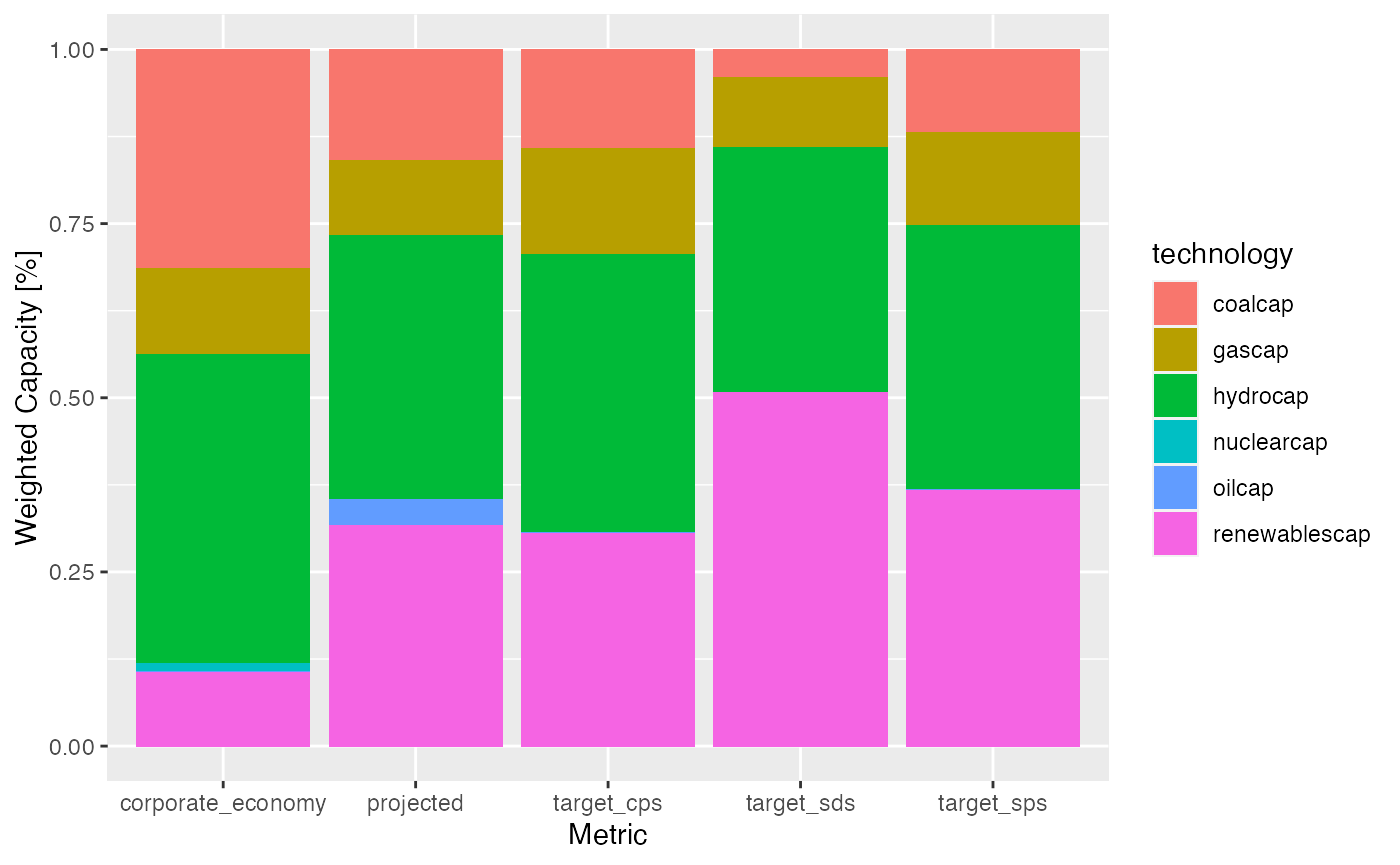 Weighted Capacity [%]
1.00
0.75
0.50
0.25
0.00
corporate_economy projected target_cps target_sds target_sps
Metric
technology
coalcap
gascap
hydrocap
nuclearcap
oilcap
renewablescap